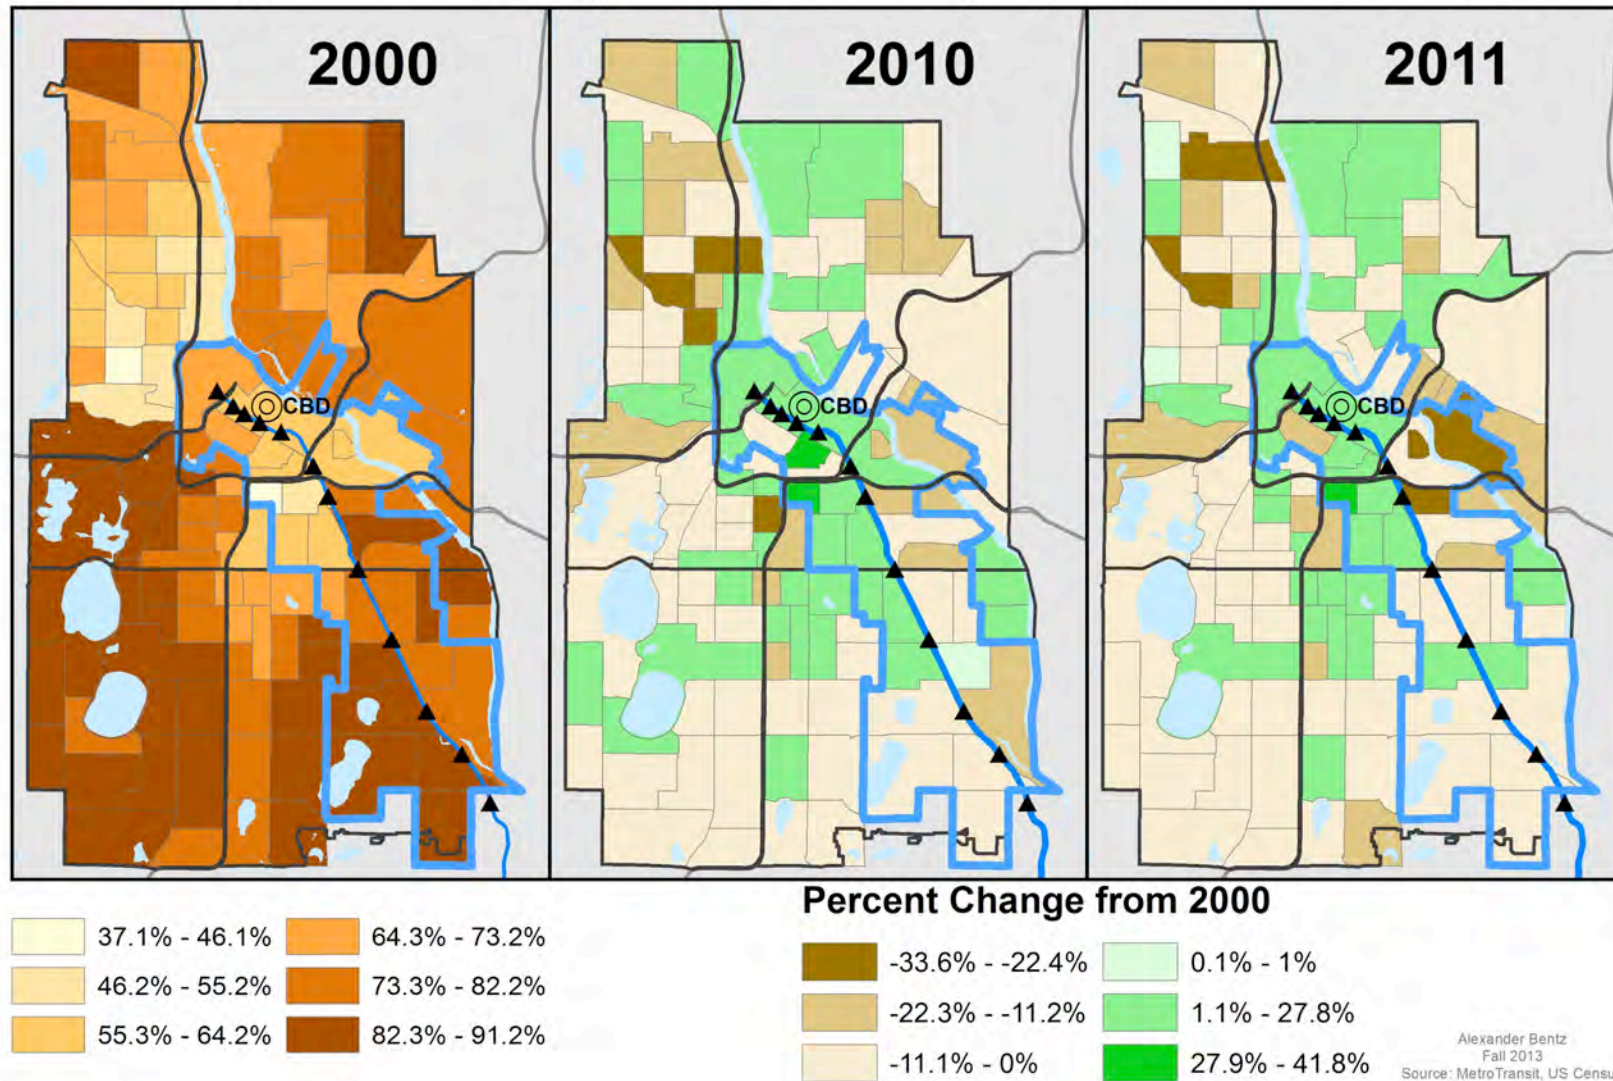 2000
2010
2011
CBD
CBD
CBD
Percent Change from 2000
37.1% - 46.1%
46.2% - 55.2%
55.3% - 64.2%
64.3% - 73.2%
73.3% - 82.2%
82.3% - 91.2%
-33.6% - -22.4%
-22.3% - -11.2%
-11.1% - 0%
0.1% - 1%
1.1% - 27.8%
27.9% - 41.8%
Alexander Bentz
Fall 2013
Source: MetroTransit, US Censu